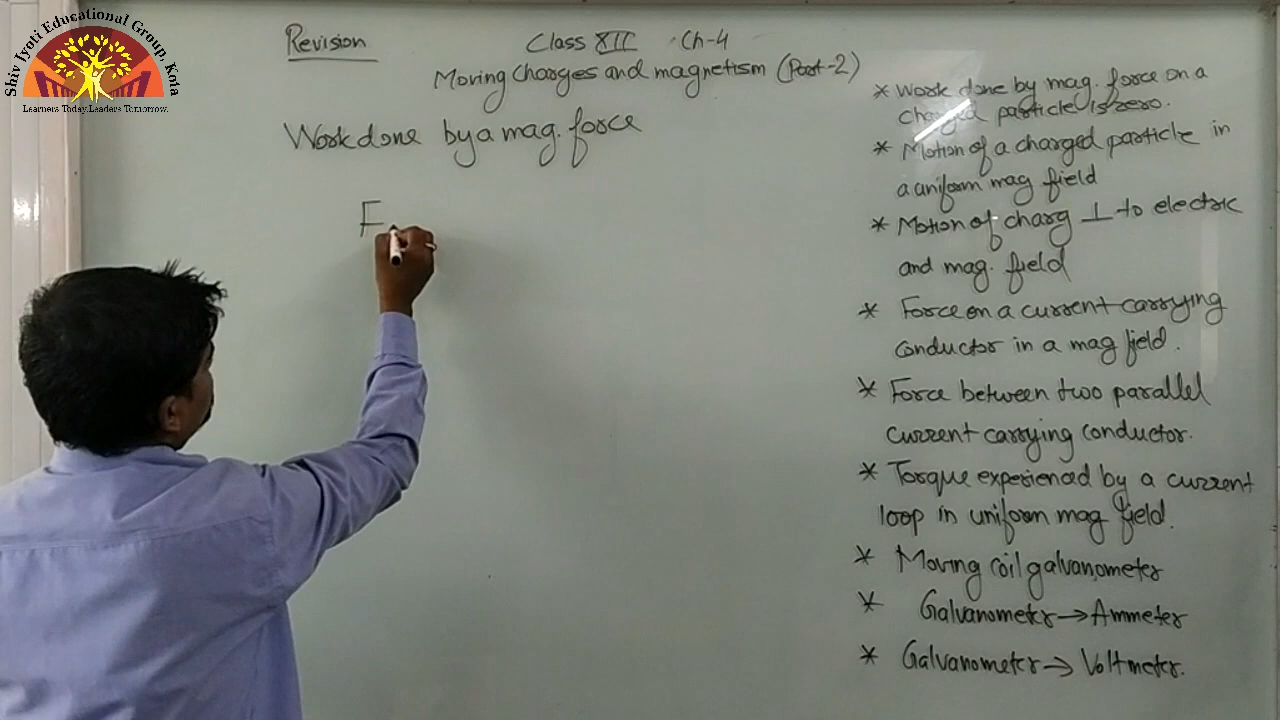 Shiv Jyoti Educational Group, Kota
Learners Today.Leaders Tomorrow.
Revision
Class XII Ch-4
Moving Charges and magnetism (Part-2)
Work done by a mag. force
F
* Work done by mag. force on a
charged particle is zero.
* Motion of a charged particle in
a uniform mag field
* Motion of charg ⊥ to electric
and mag. field
* Force on a current carrying
conductor in a mag field.
* Force between two parallel
current carrying conductor.
* Torque experienced by a current
loop in uniform mag field.
* Moving coil galvanometer
* Galvanometer → Ammeter
* Galvanometer → Voltmeter.